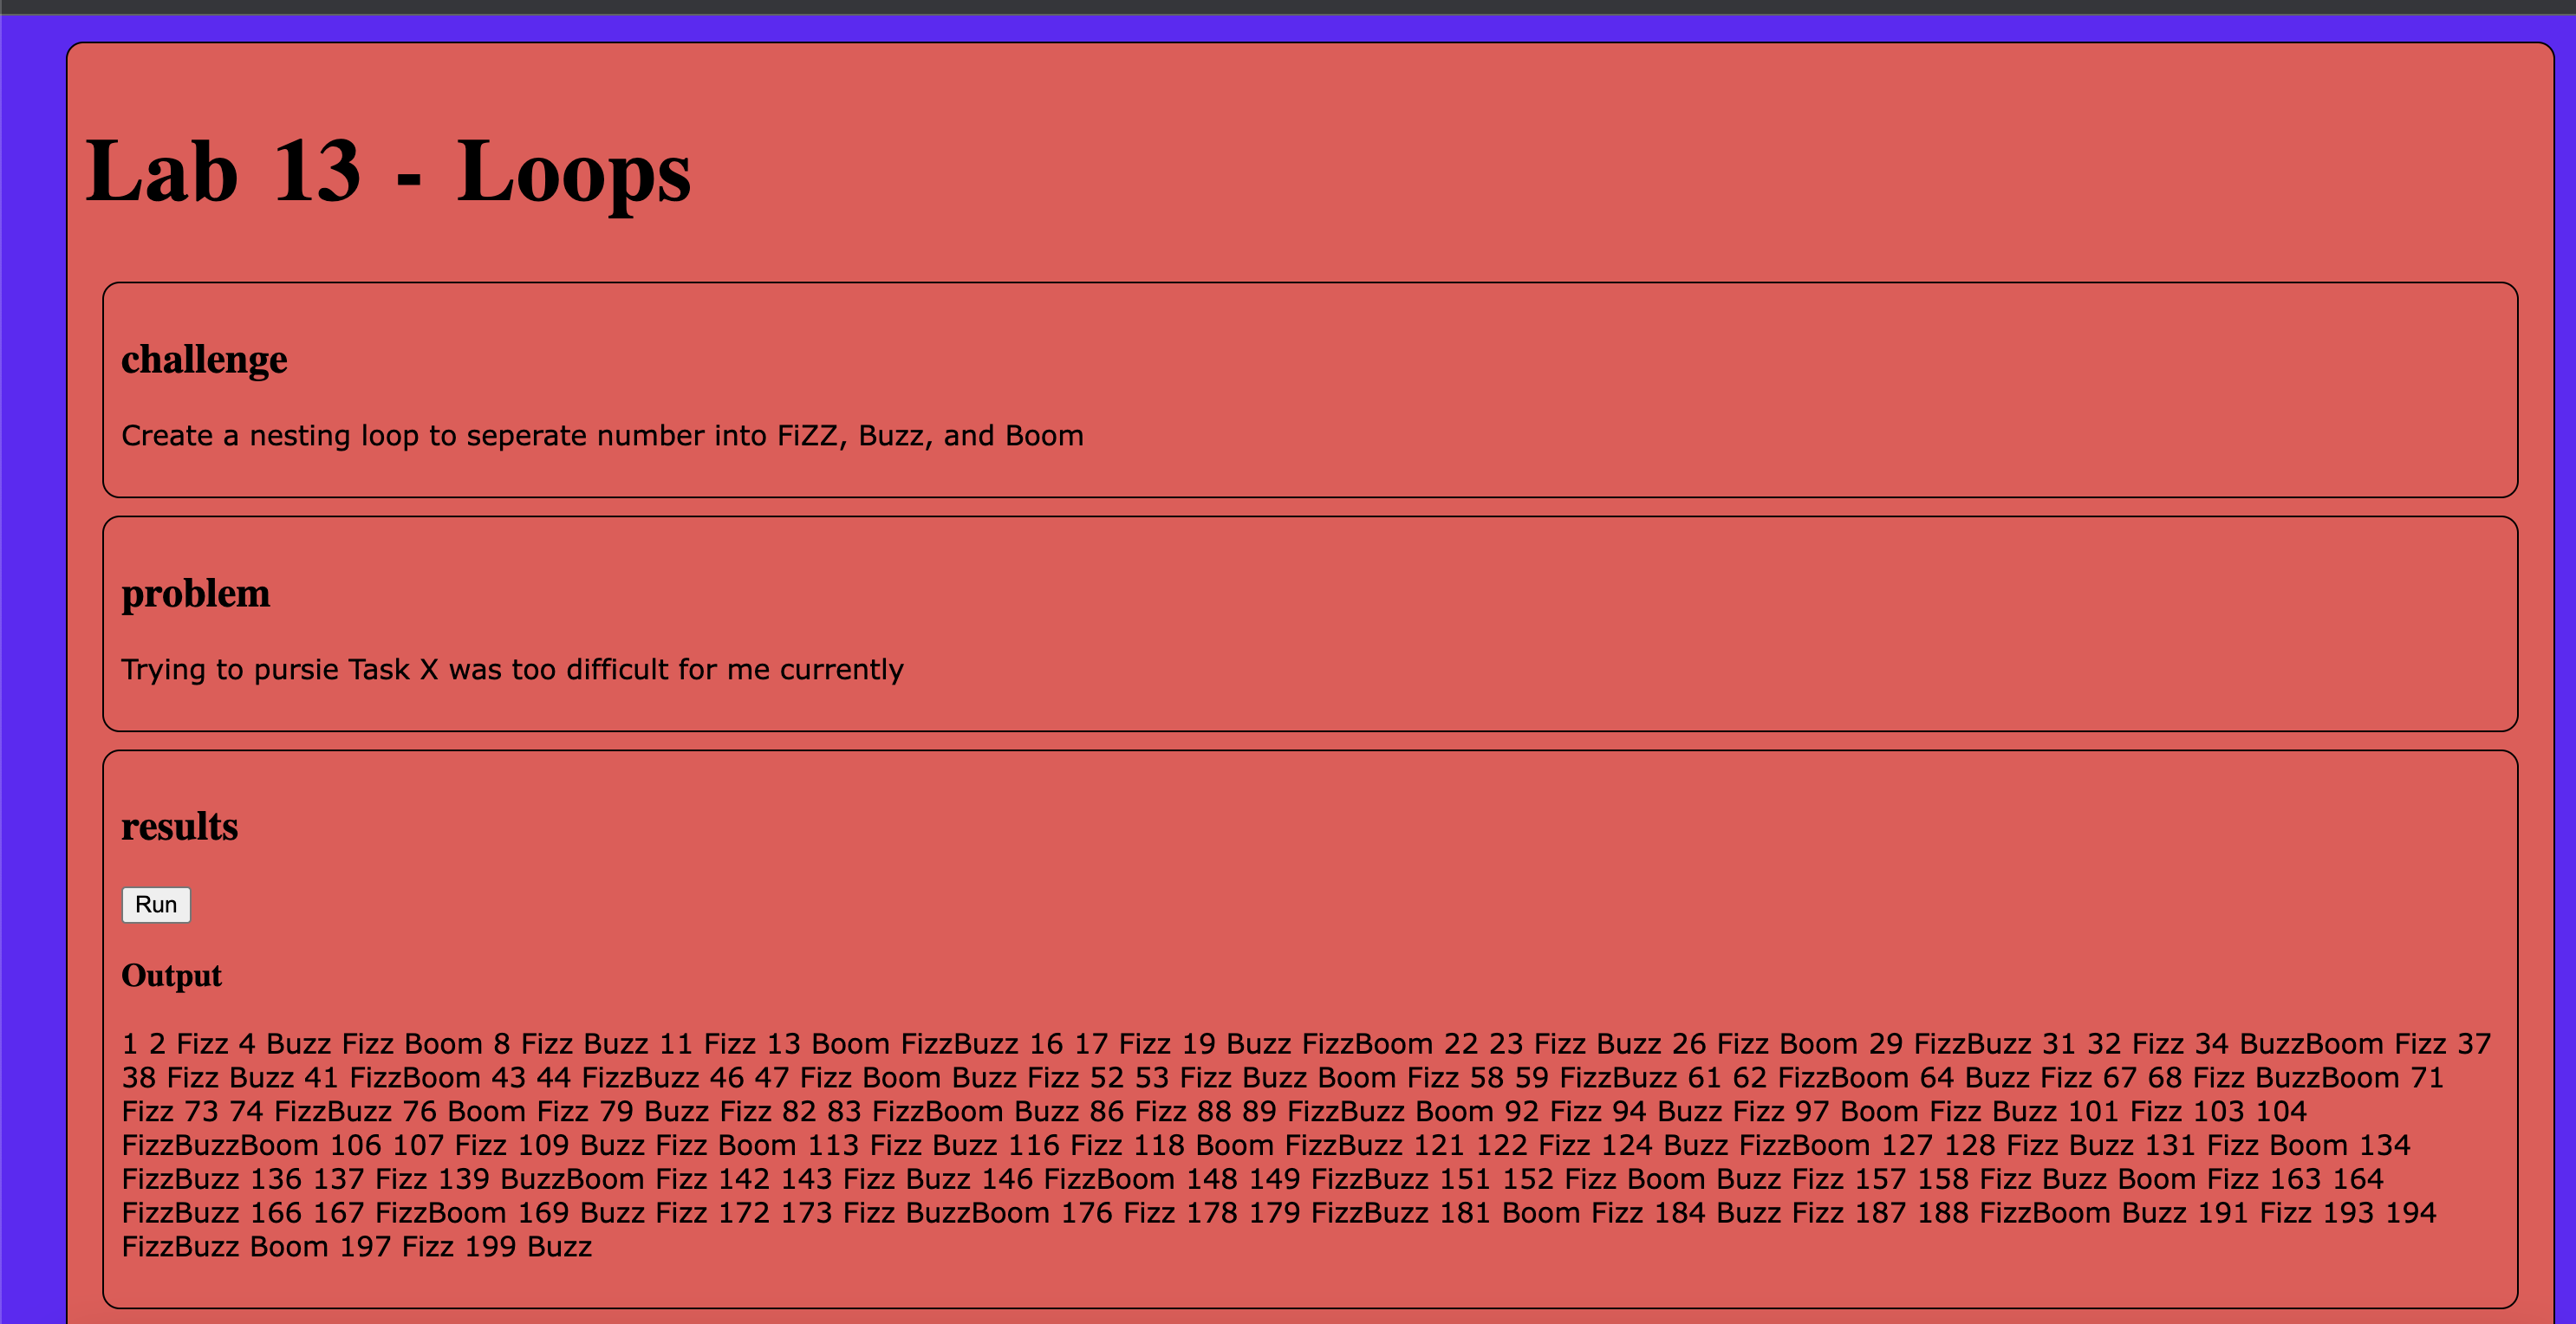 Lab 13 - Loops
challenge
Create a nesting loop to seperate number into FiZZ, Buzz, and Boom
problem
Trying to pursie Task X was too difficult for me currently
results
Run
Output
1 2 Fizz 4 Buzz Fizz Boom 8 Fizz Buzz 11 Fizz 13 Boom FizzBuzz 16 17 Fizz 19 Buzz FizzBoom 22 23 Fizz Buzz 26 Fizz Boom 29 FizzBuzz 31 32 Fizz 34 BuzzBoom Fizz 37
38 Fizz Buzz 41 FizzBoom 43 44 FizzBuzz 46 47 Fizz Boom Buzz Fizz 52 53 Fizz Buzz Boom Fizz 58 59 FizzBuzz 61 62 FizzBoom 64 Buzz Fizz 67 68 Fizz BuzzBoom 71
Fizz 73 74 FizzBuzz 76 Boom Fizz 79 Buzz Fizz 82 83 FizzBoom Buzz 86 Fizz 88 89 FizzBuzz Boom 92 Fizz 94 Buzz Fizz 97 Boom Fizz Buzz 101 Fizz 103 104
FizzBuzzBoom 106 107 Fizz 109 Buzz Fizz Boom 113 Fizz Buzz 116 Fizz 118 Boom FizzBuzz 121 122 Fizz 124 Buzz FizzBoom 127 128 Fizz Buzz 131 Fizz Boom 134
FizzBuzz 136 137 Fizz 139 BuzzBoom Fizz 142 143 Fizz Buzz 146 FizzBoom 148 149 FizzBuzz 151 152 Fizz Boom Buzz Fizz 157 158 Fizz Buzz Boom Fizz 163 164
FizzBuzz 166 167 FizzBoom 169 Buzz Fizz 172 173 Fizz BuzzBoom 176 Fizz 178 179 FizzBuzz 181 Boom Fizz 184 Buzz Fizz 187 188 FizzBoom Buzz 191 Fizz 193 194
FizzBuzz Boom 197 Fizz 199 Buzz